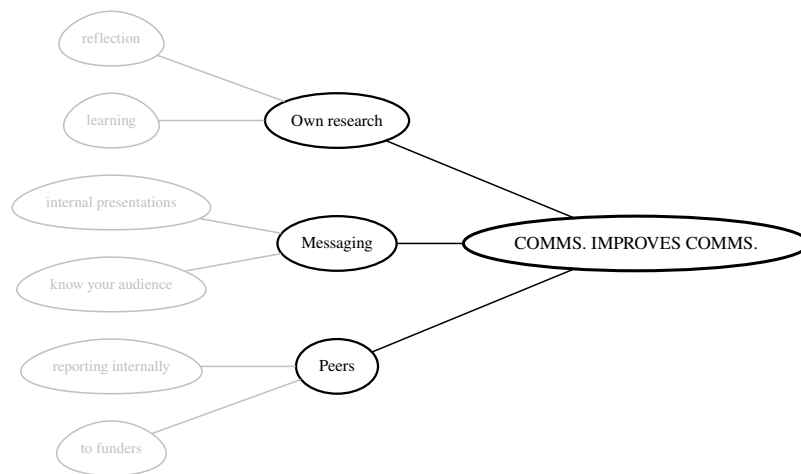 reflection
learning
Own research
internal presentations
know your audience
Messaging
COMMS. IMPROVES COMMS.
reporting internally
to funders
Peers